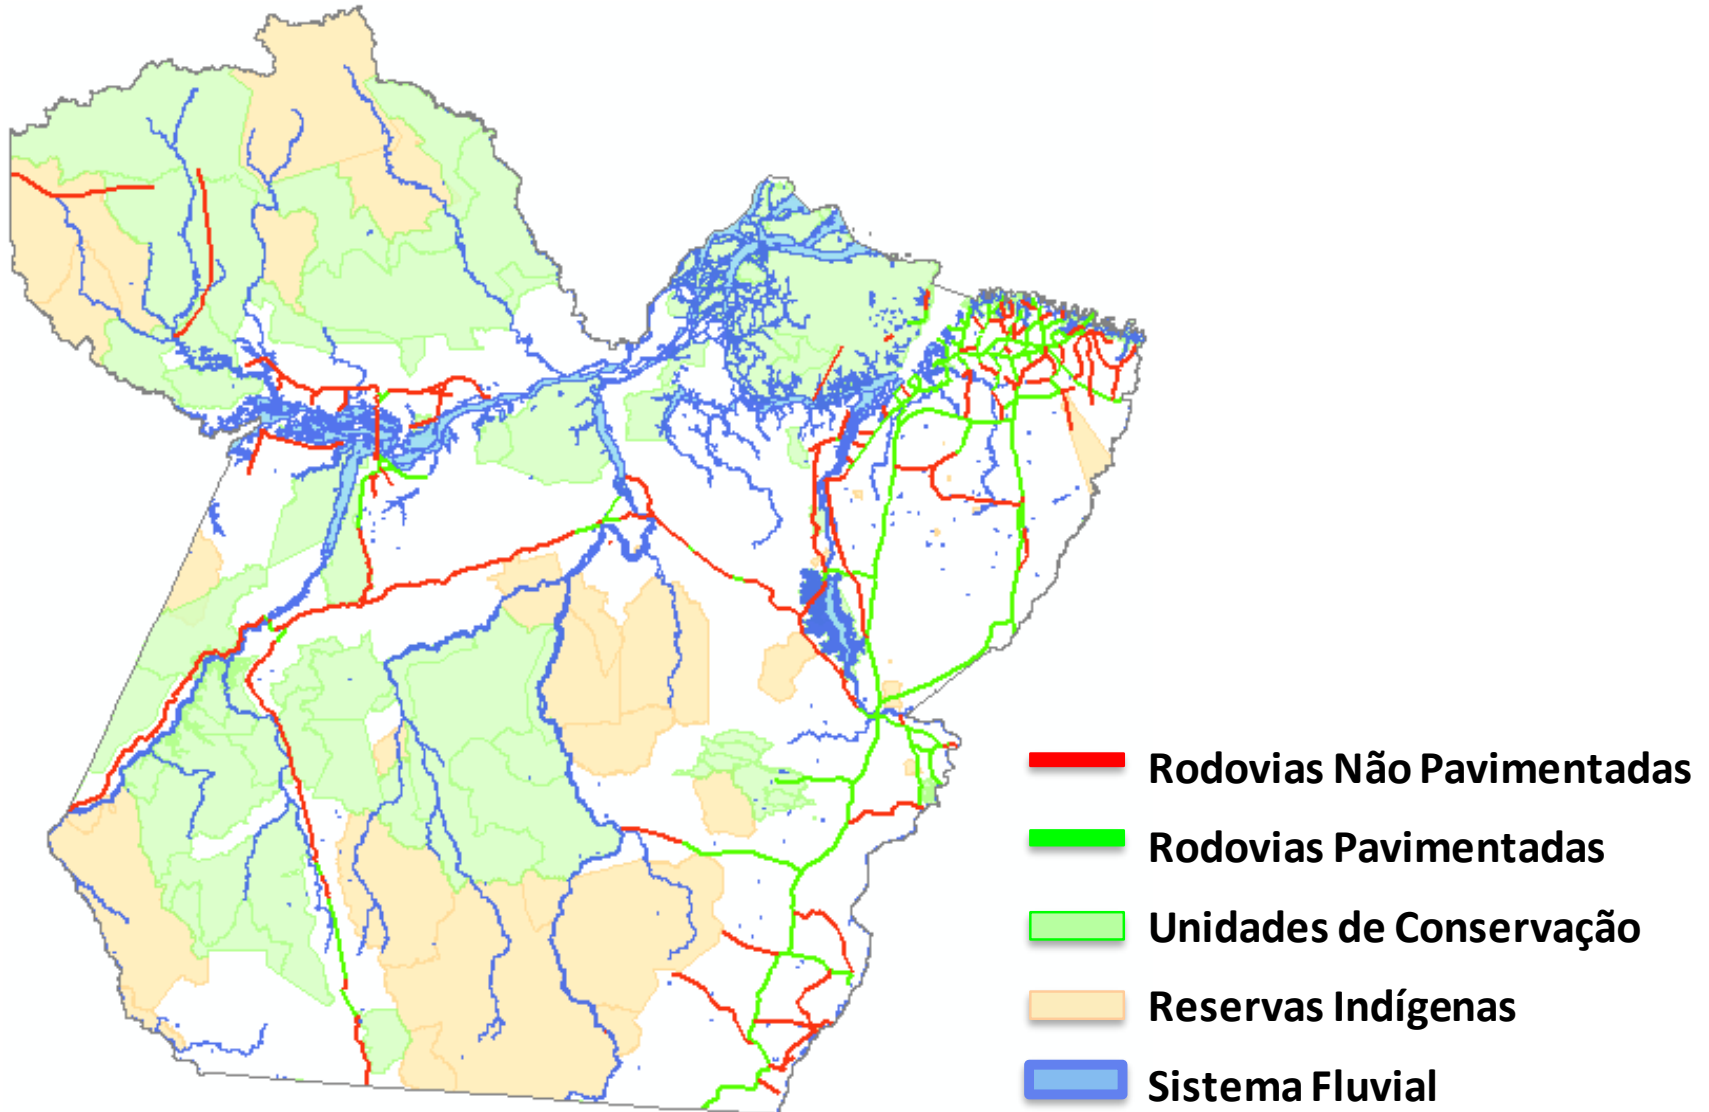 Rodovias Não Pavimentadas
Rodovias Pavimentadas
Unidades de Conservação
Reservas Indígenas
Sistema Fluvial